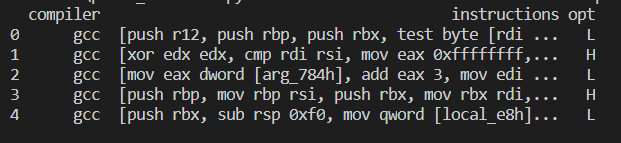 compiler instructions opt
0 gcc [push r12, push rbp, push rbx, test byte [rdi ... L
1 gcc [xor edx edx, cmp rdi rsi, mov eax 0xffffffff,... H
2 gcc [mov eax dword [arg_784h], add eax 3, mov edi ... L
3 gcc [push rbp, mov rbp rsi, push rbx, mov rbx rdi,... H
4 gcc [push rbx, sub rsp 0xf0, mov qword [local_e8h]... L